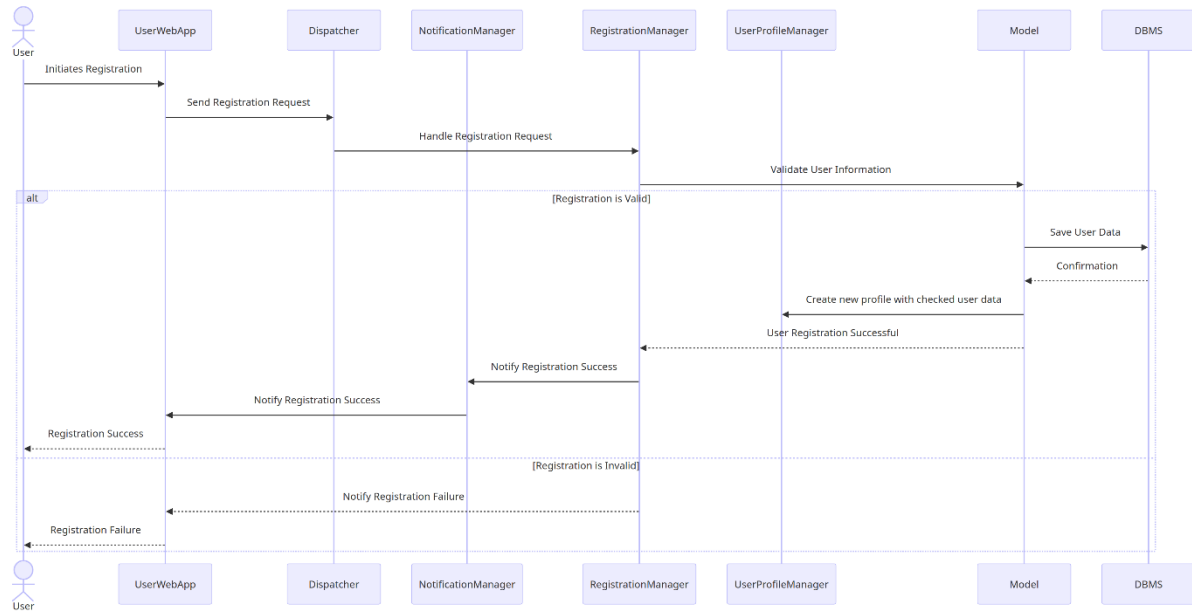 UserWebApp
Dispatcher
NotificationManager
RegistrationManager
UserProfileManager
Model
DBMS
User
Initiates Registration
Send Registration Request
Handle Registration Request
Validate User Information
alt
[Registration is Valid]
Save User Data
Confirmation
Create new profile with checked user data
User Registration Successful
Notify Registration Success
Notify Registration Success
Registration Success
[Registration is Invalid]
Notify Registration Failure
Registration Failure
UserWebApp
Dispatcher
NotificationManager
RegistrationManager
UserProfileManager
Model
DBMS
User